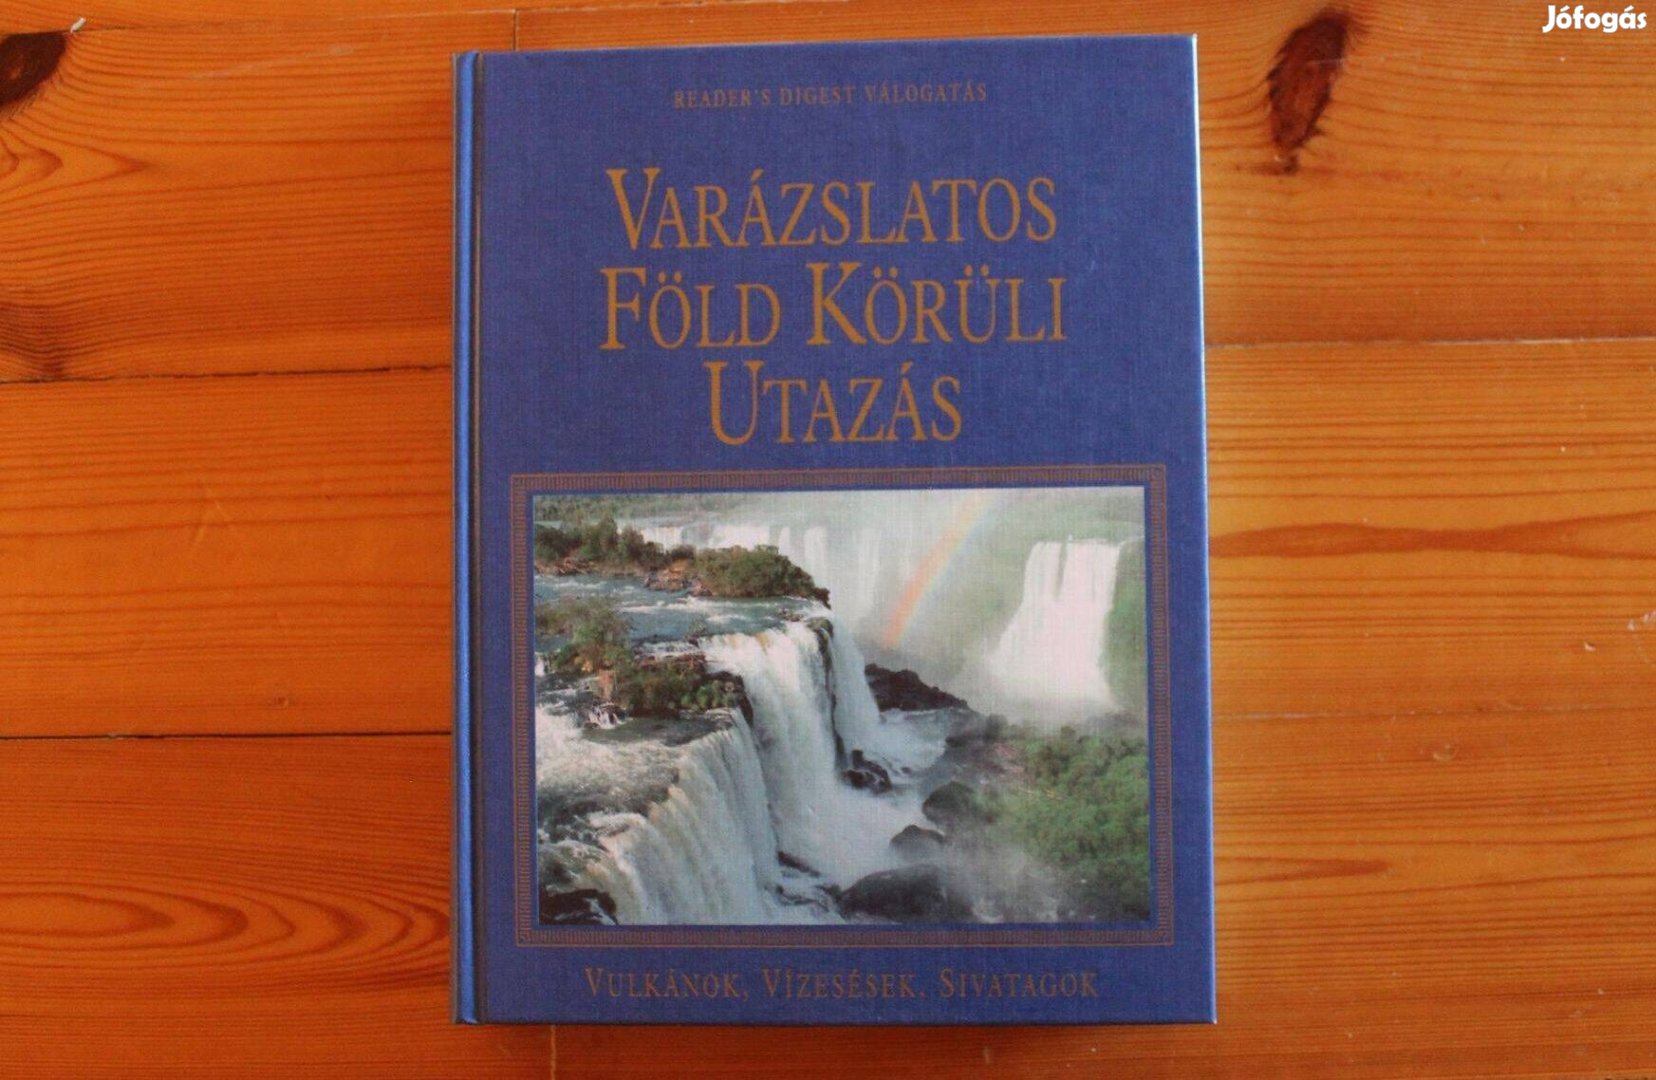 Jófogás
READER'S DIGEST VÁLOGATÁS
VARÁZSLATOS
FÖLD KÖRÜLI
UTAZÁS
VULKÁNOK, VÍZESÉSEK, SIVATAGOK